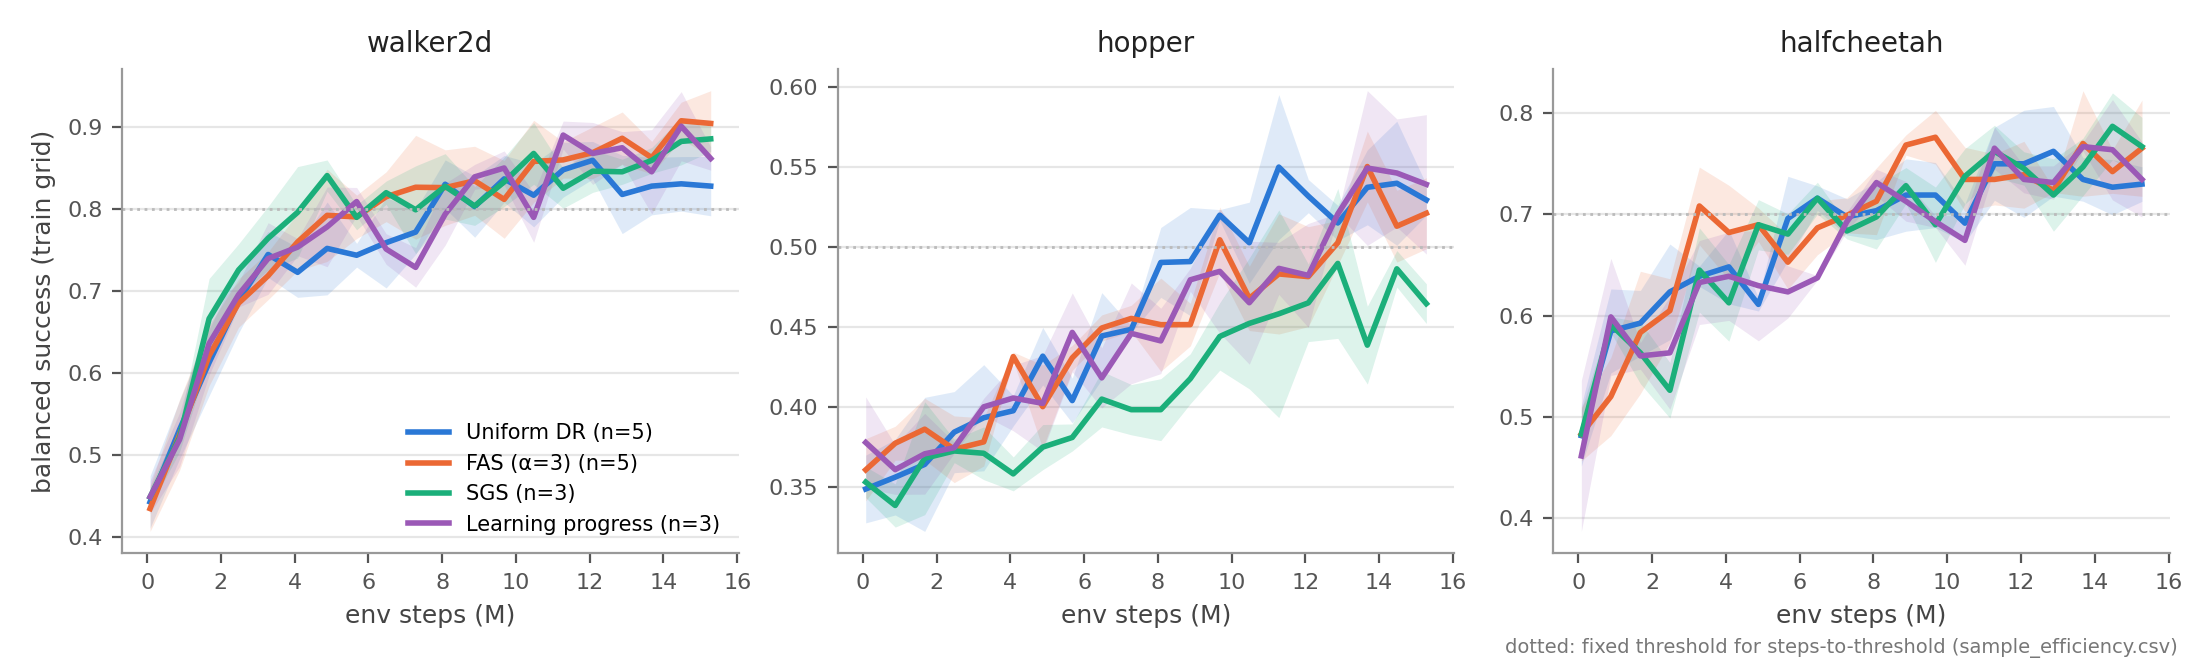 walker2d
hopper
halfcheetah
balanced success (train grid)
0.9
0.8
0.7
0.6
0.5
0.4
Uniform DR (n=5)
FAS (α=3) (n=5)
SGS (n=3)
Learning progress (n=3)
0 2 4 6 8 10 12 14 16
env steps (M)
0.60
0.55
0.50
0.45
0.40
0.35
0 2 4 6 8 10 12 14 16
env steps (M)
0.8
0.7
0.6
0.5
0.4
0 2 4 6 8 10 12 14 16
env steps (M)
dotted: fixed threshold for steps-to-threshold (sample_efficiency.csv)